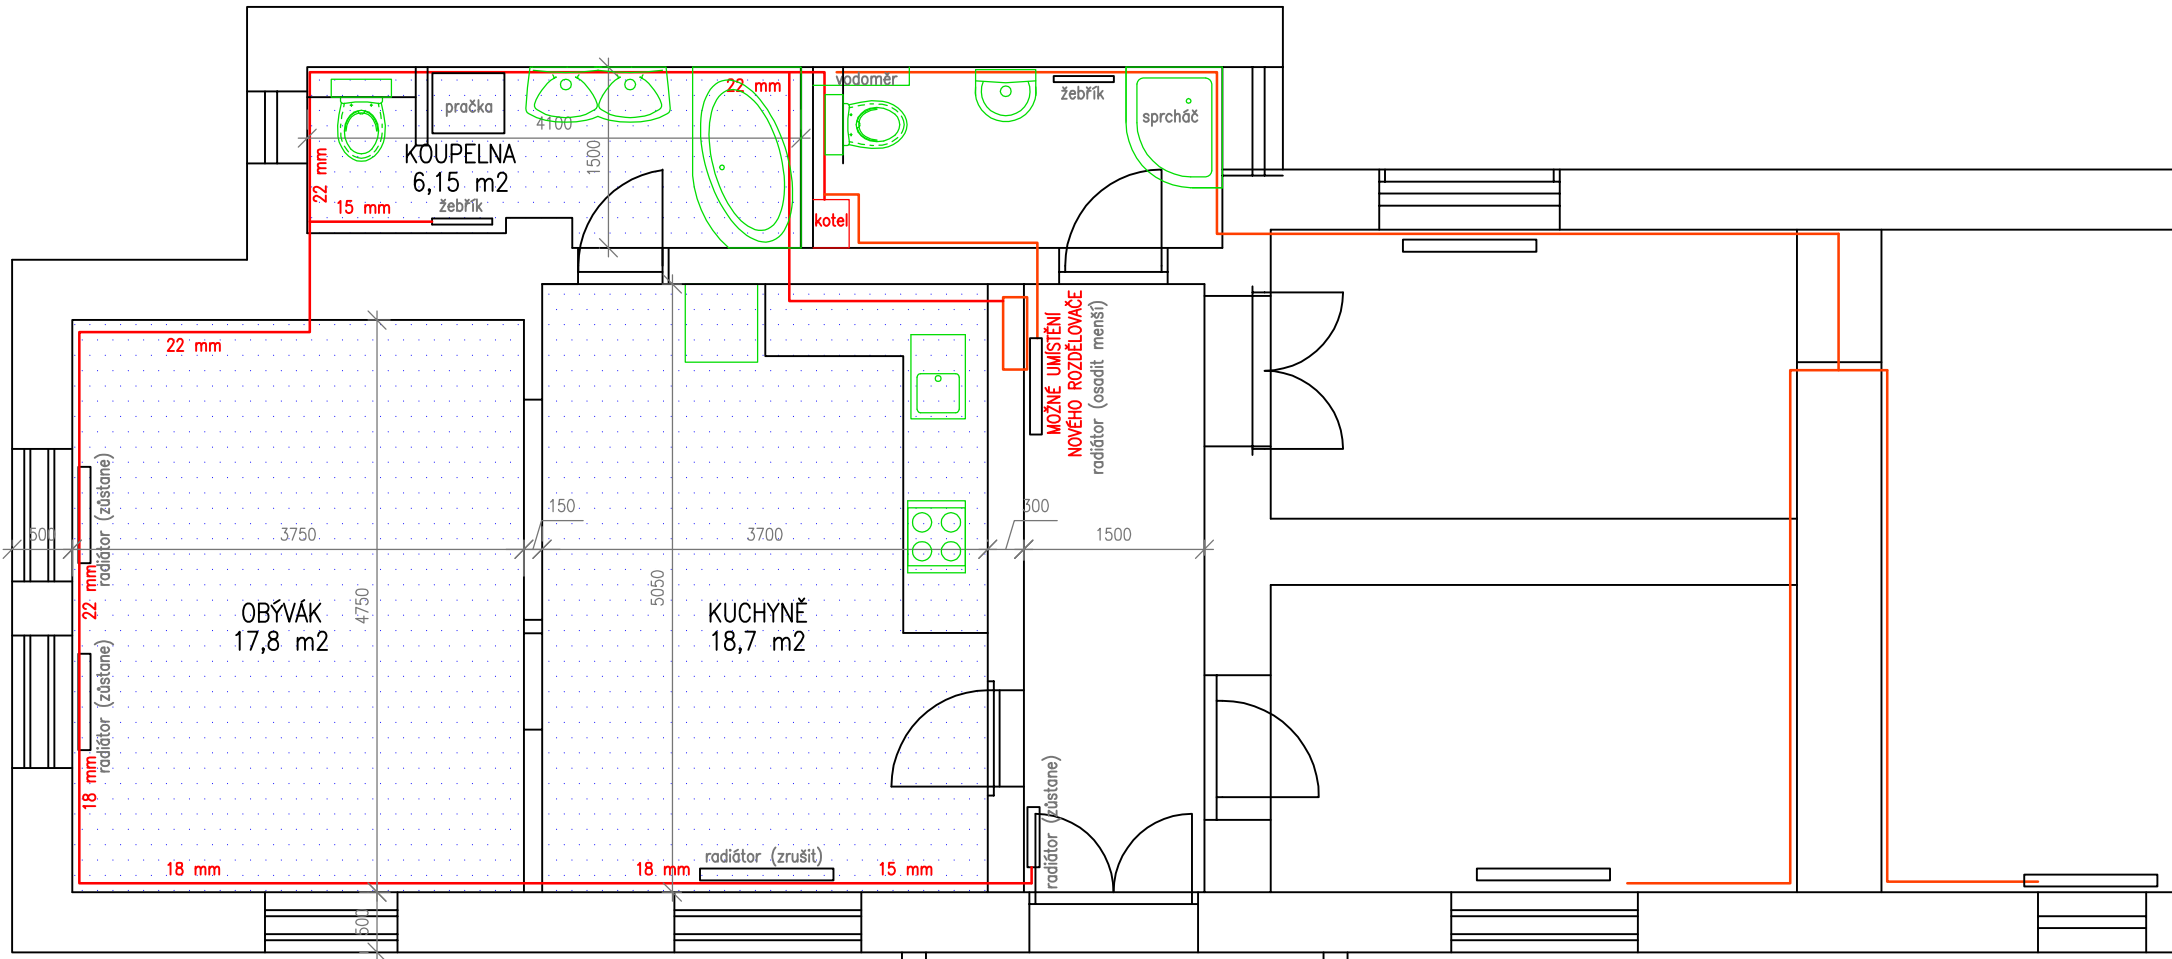 vodoměr
22 mm
žebřík
pračka
sprcháč
4100
1500
KOUPELNA
6,15 m2
22 mm
15 mm
žebřík
kotel
MOŽNÉ UMÍSTĚNÍ
NOVÉHO ROZDĚLOVAČE
radiátor (osadit menší)
22 mm
radiátor (zůstane)
150
300
500
3750
3700
1500
22 mm
4750
5050
OBÝVÁK
17,8 m2
KUCHYNĚ
18,7 m2
radiátor (zůstane)
18 mm
radiátor (zůstane)
radiátor (zrušit)
18 mm
18 mm
15 mm
500